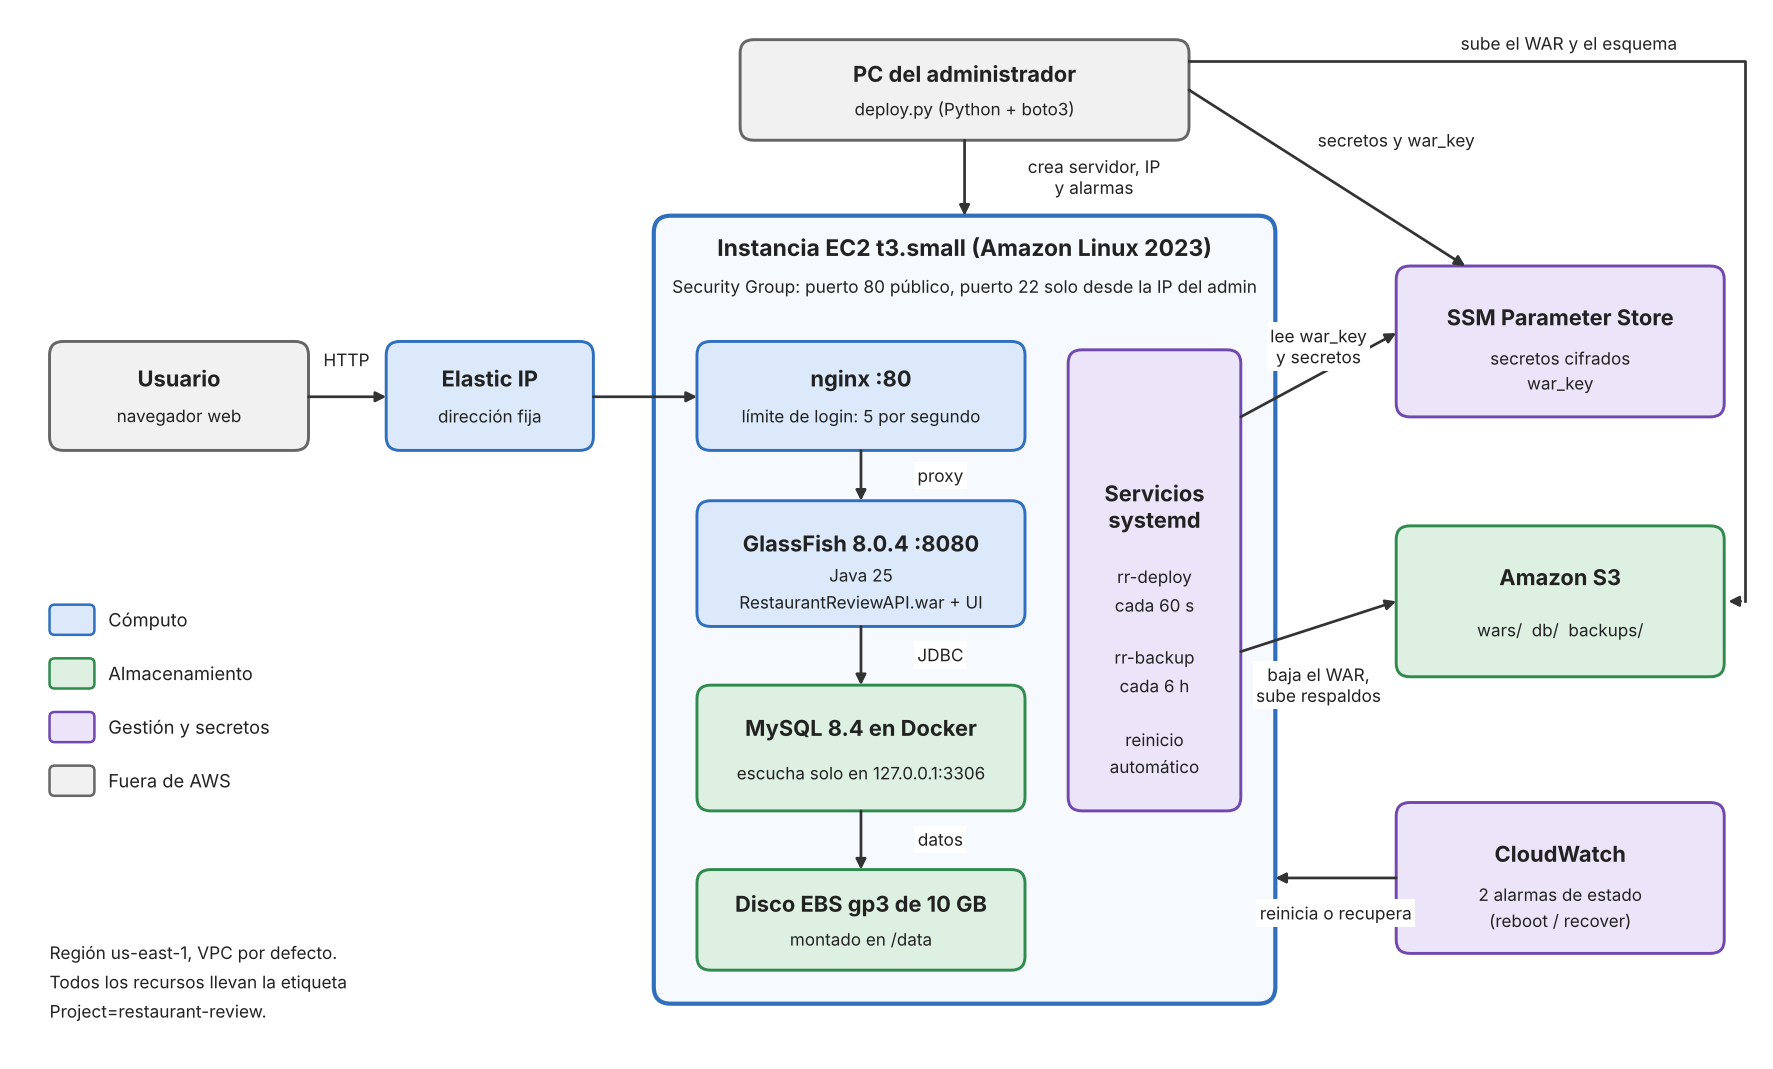 sube el WAR y el esquema
PC del administrador
deploy.py (Python + boto3)
secretos y war_key
crea servidor, IP
y alarmas
Instancia EC2 t3.small (Amazon Linux 2023)
Security Group: puerto 80 público, puerto 22 solo desde la IP del admin
Usuario
navegador web
HTTP
Elastic IP
dirección fija
nginx :80
límite de login: 5 por segundo
proxy
GlassFish 8.0.4 :8080
Java 25
RestaurantReviewAPI.war + UI
JDBC
MySQL 8.4 en Docker
escucha solo en 127.0.0.1:3306
datos
Disco EBS gp3 de 10 GB
montado en /data
Servicios
systemd
rr-deploy
cada 60 s
rr-backup
cada 6 h
reinicio
automático
lee war_key
y secretos
SSM Parameter Store
secretos cifrados
war_key
baja el WAR,
sube respaldos
Amazon S3
wars/  db/  backups/
reinicia o recupera
CloudWatch
2 alarmas de estado
(reboot / recover)
Cómputo
Almacenamiento
Gestión y secretos
Fuera de AWS
Región us-east-1, VPC por defecto.
Todos los recursos llevan la etiqueta
Project=restaurant-review.